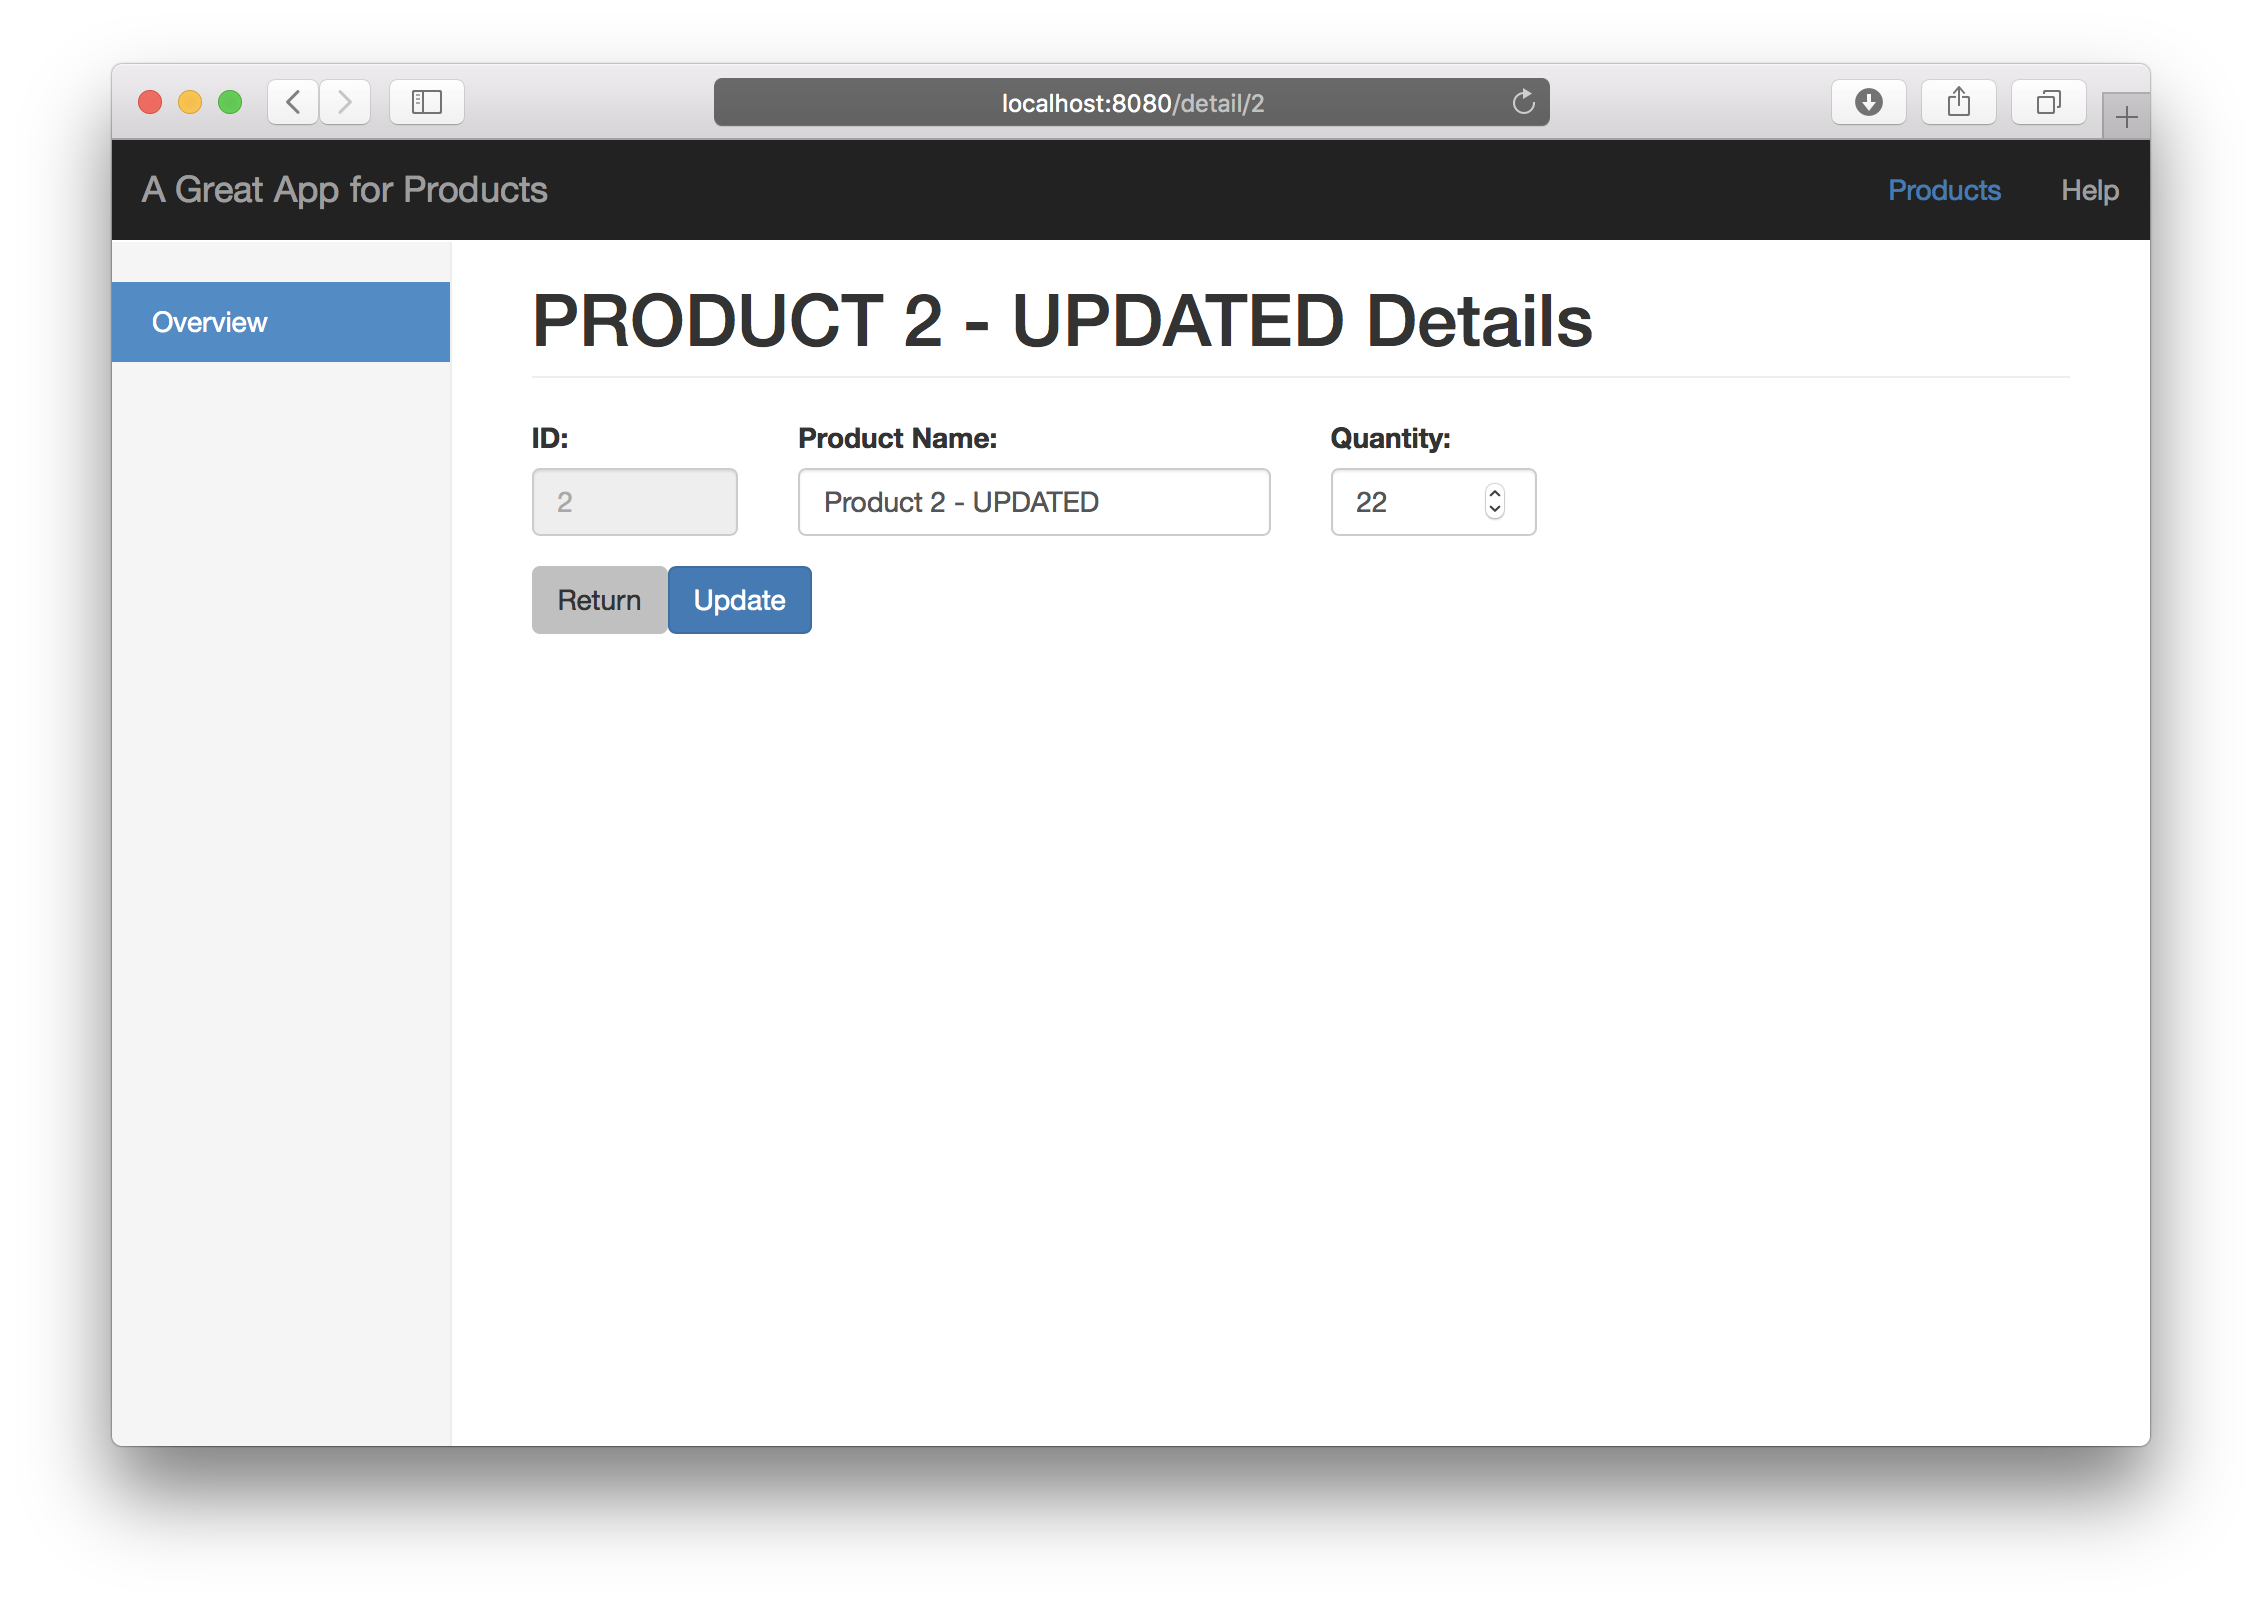 localhost:8080/detail/2
A Great App for Products
Products
Help
Overview
PRODUCT 2 - UPDATED Details
ID:
Product Name:
Quantity:
2
Product 2 - UPDATED
22
Return
Update